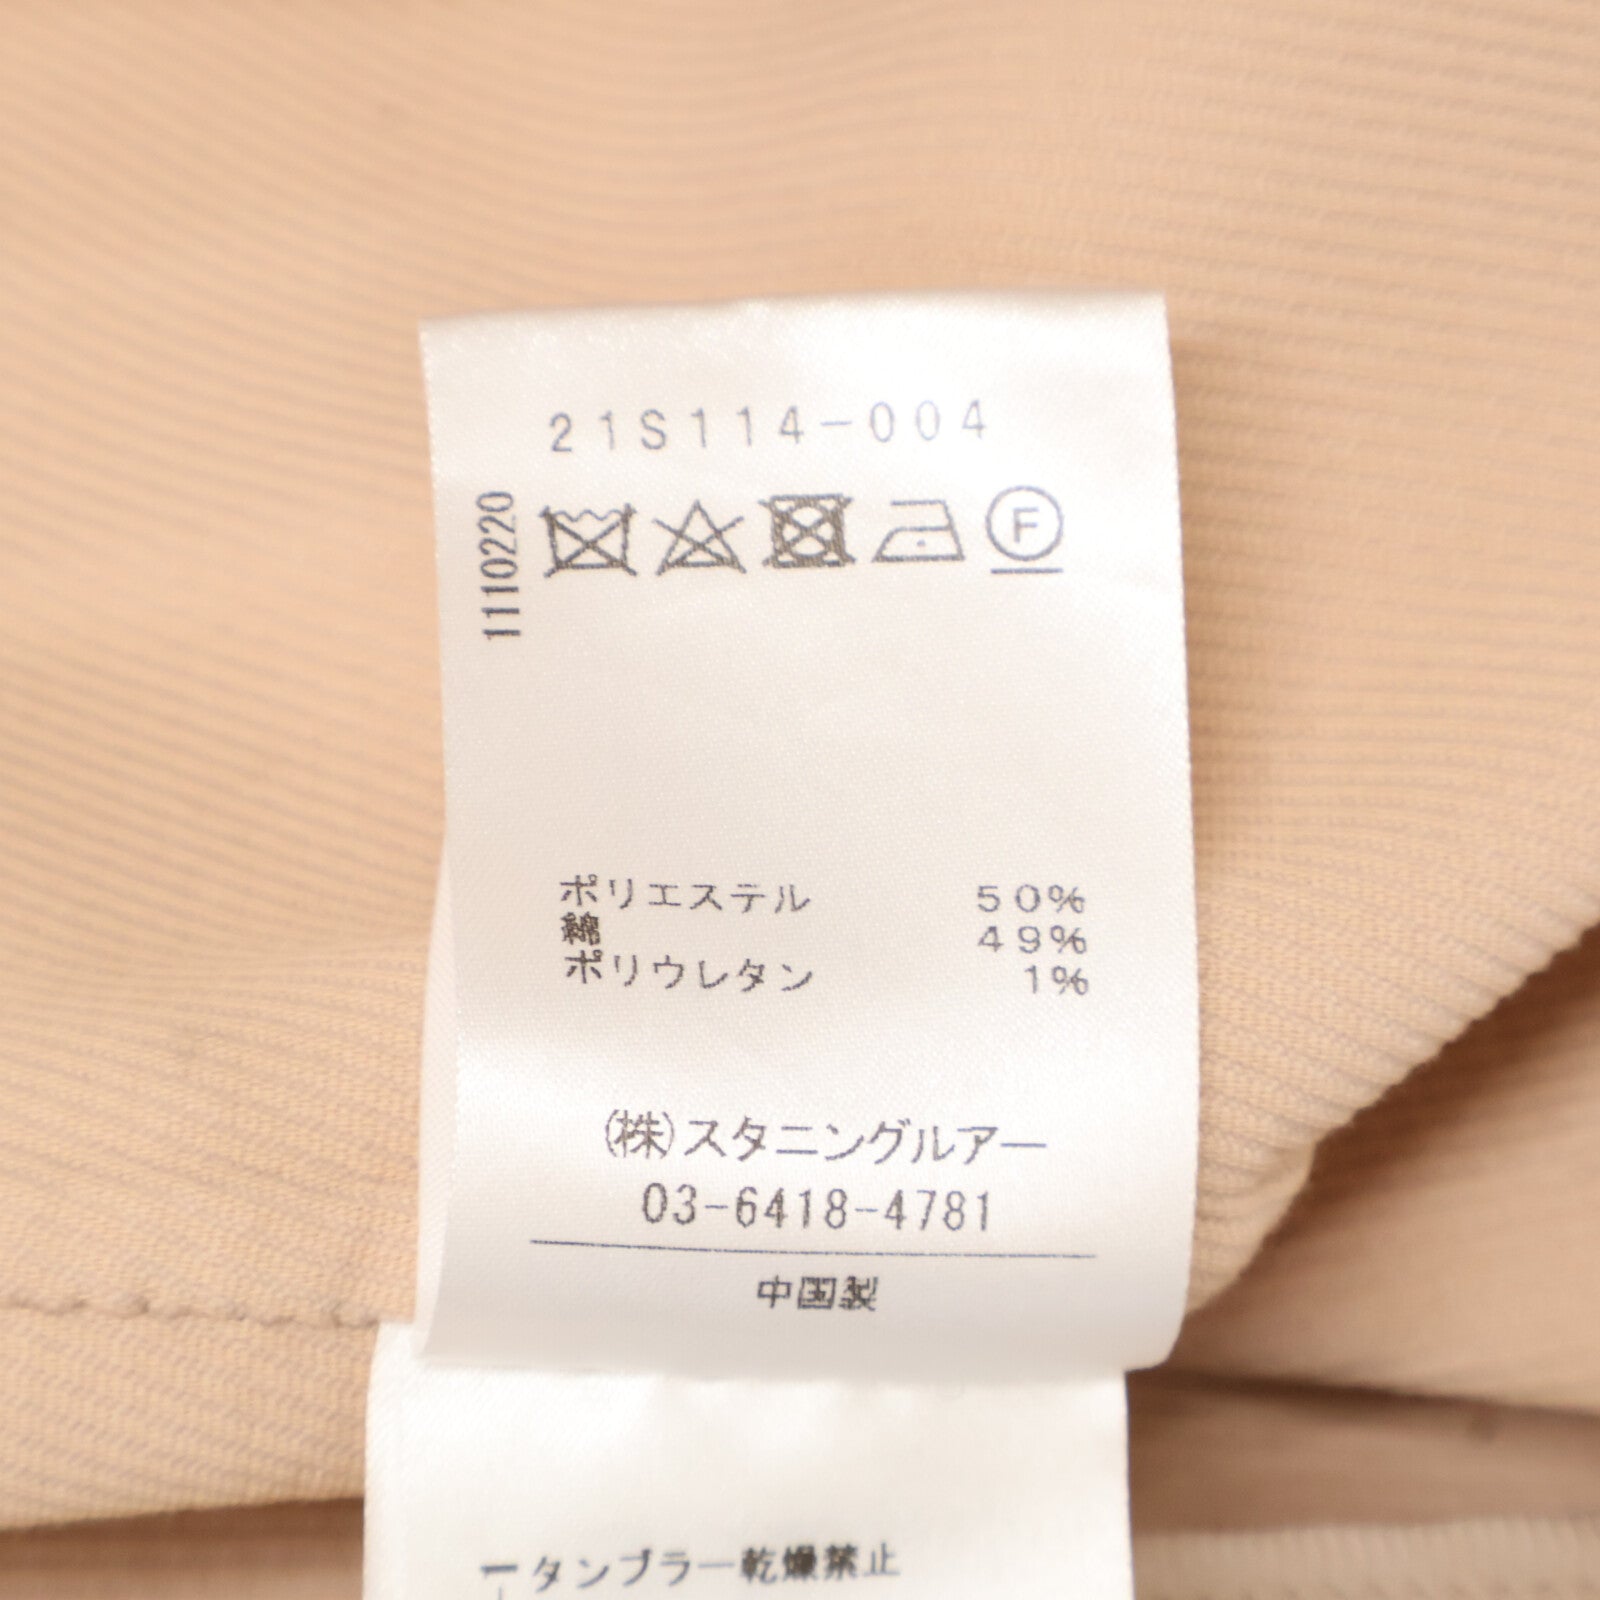 21S114-004
1110220
F
ポリエステル 50%
綿 49%
ポリウレタン 1%
(株)スタニングルアー
03-6418-4781
中国製
タンブラー乾燥禁止